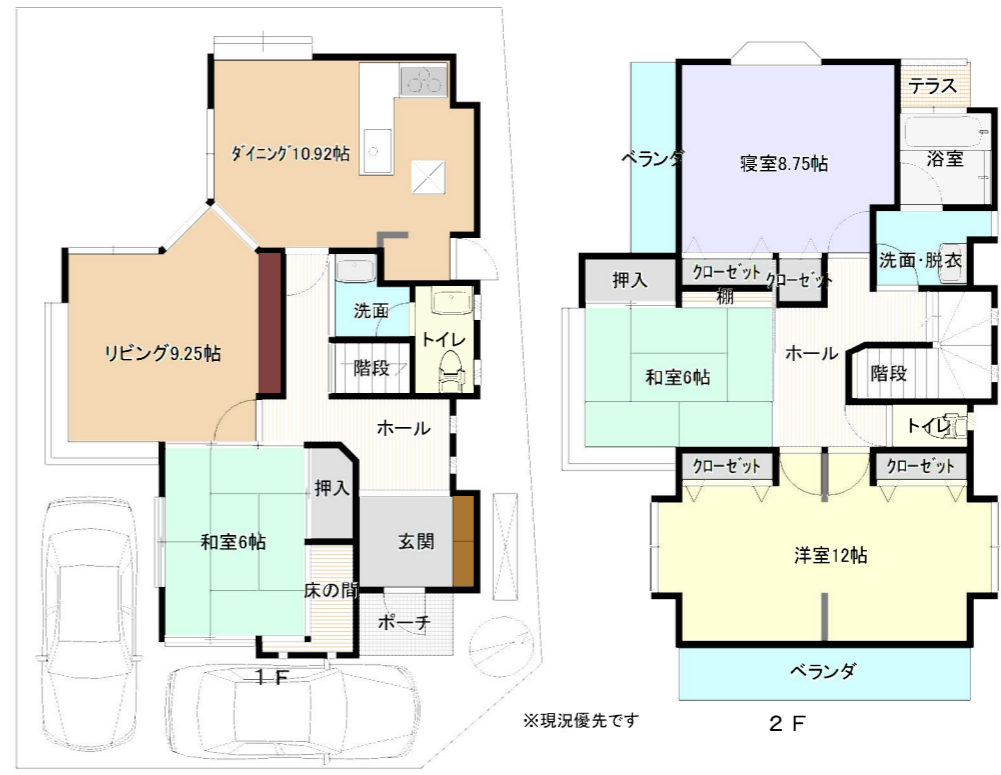 ダイニング10.92帖
洗面
トイレ
リビング9.25帖
階段
ホール
押入
和室6帖
玄関
床の間
ポーチ
1F
テラス
ベランダ
寝室8.75帖
浴室
洗面・脱衣
押入
クローゼット
クローゼット
棚
ホール
和室6帖
階段
トイレ
クローゼット
クローゼット
洋室12帖
ベランダ
※現況優先です
2F